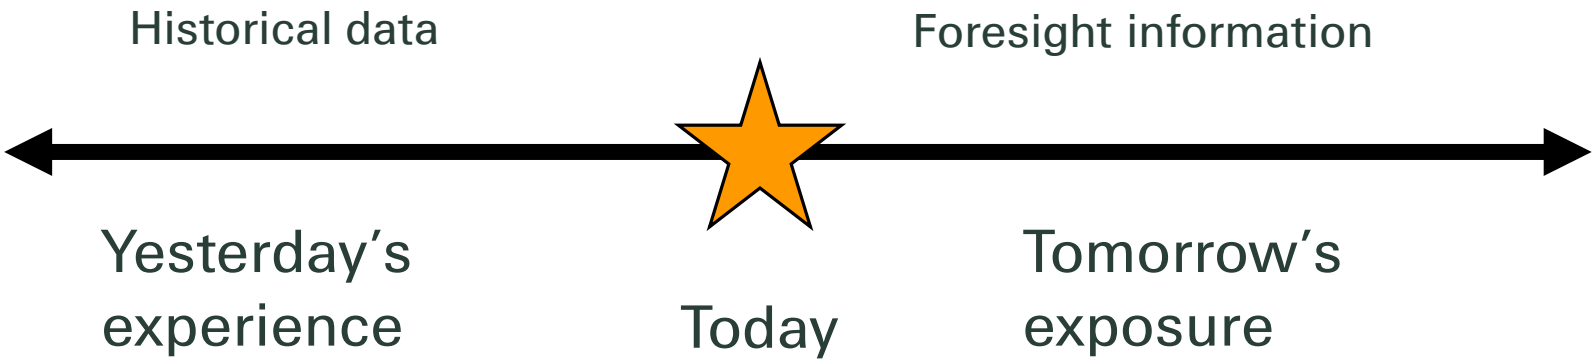 Historical data
Foresight information
Yesterday’s
experience
Today
Tomorrow’s
exposure